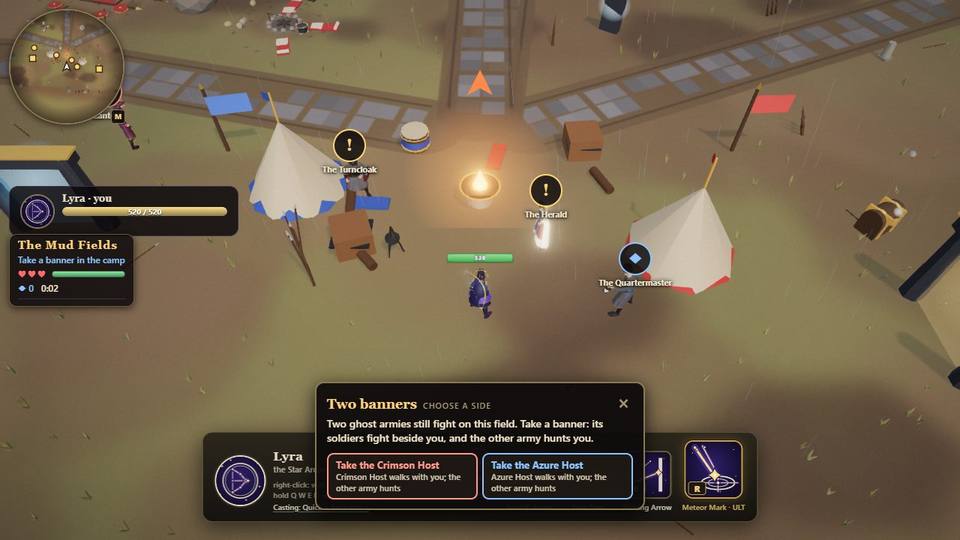 M
The Turncloak
Lyra · you
520 / 520
The Herald
The Mud Fields
Take a banner in the camp
0 0:02
520
The Quartermaster
Two banners CHOOSE A SIDE
Two ghost armies still fight on this field. Take a banner: its
soldiers fight beside you, and the other army hunts you.
Take the Crimson Host
Crimson Host walks with you; the
other army hunts
Take the Azure Host
Azure Host walks with you; the
other army hunts
Lyra
the Star
right-click:
hold Q W E
Casting:
Arrow
R
Meteor Mark · ULT